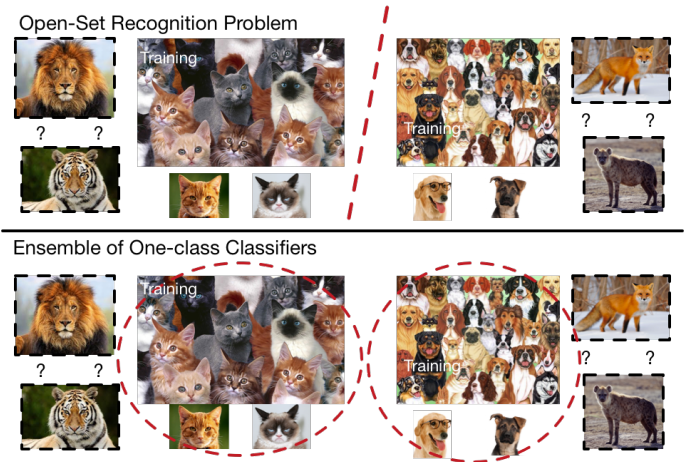 Open-Set Recognition Problem
Training
Training
? ?
? ?
Ensemble of One-class Classifiers
Training
Training
? ?
? ?